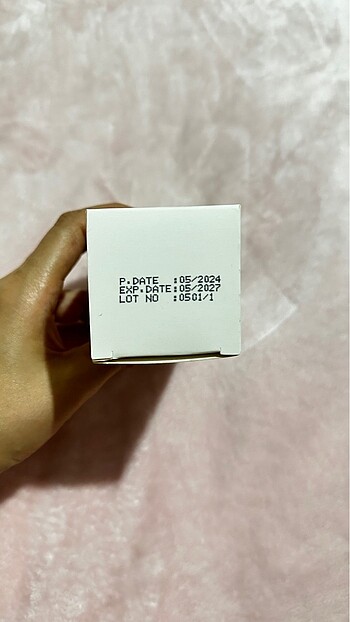 P.DATE :05/2024
EXP.DATE:05/2027
LOT NO :0501/1